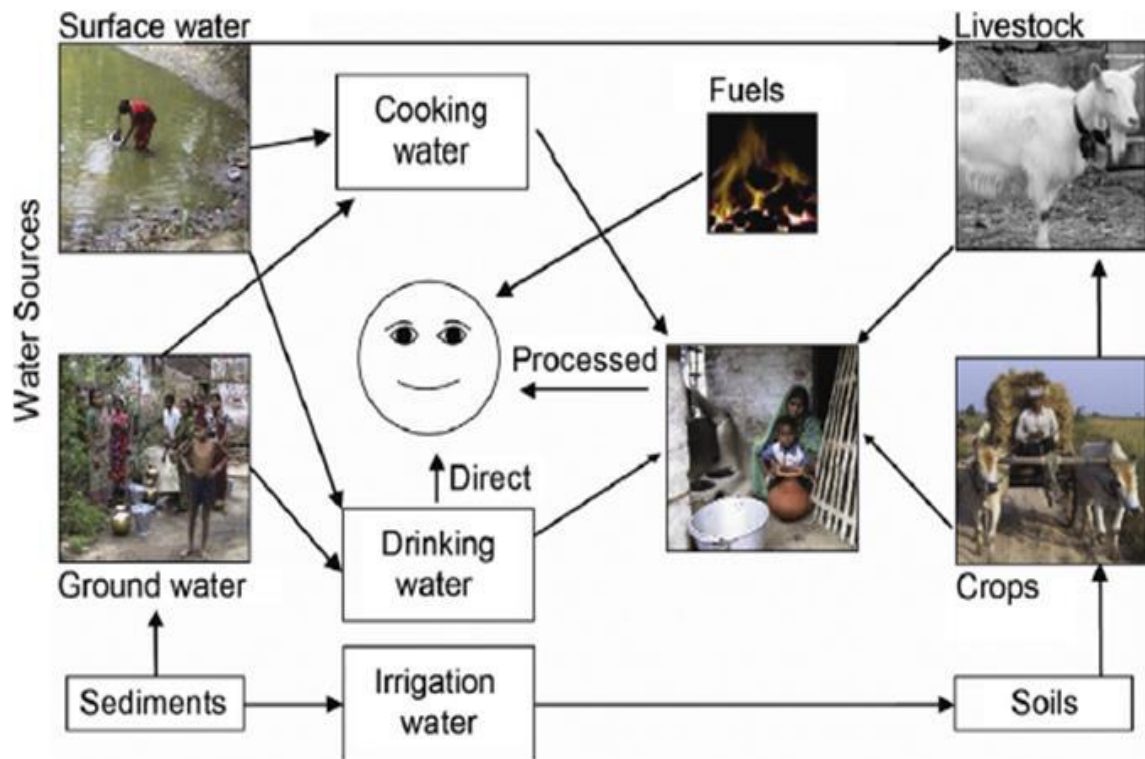 Surface water
Livestock
Cooking
water
Fuels
Water Sources
Processed
Direct
Drinking
water
Ground water
Crops
Sediments
Irrigation
water
Soils